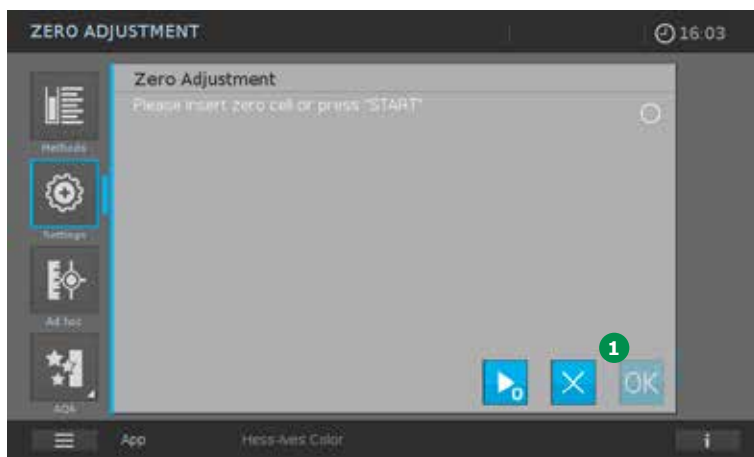 ZERO ADJUSTMENT
16:03
Zero Adjustment
Please insert zero cell or press "START"
Methods
Settings
Ad hoc
AQA
1
0
OK
App
Hess-Ives Color
i